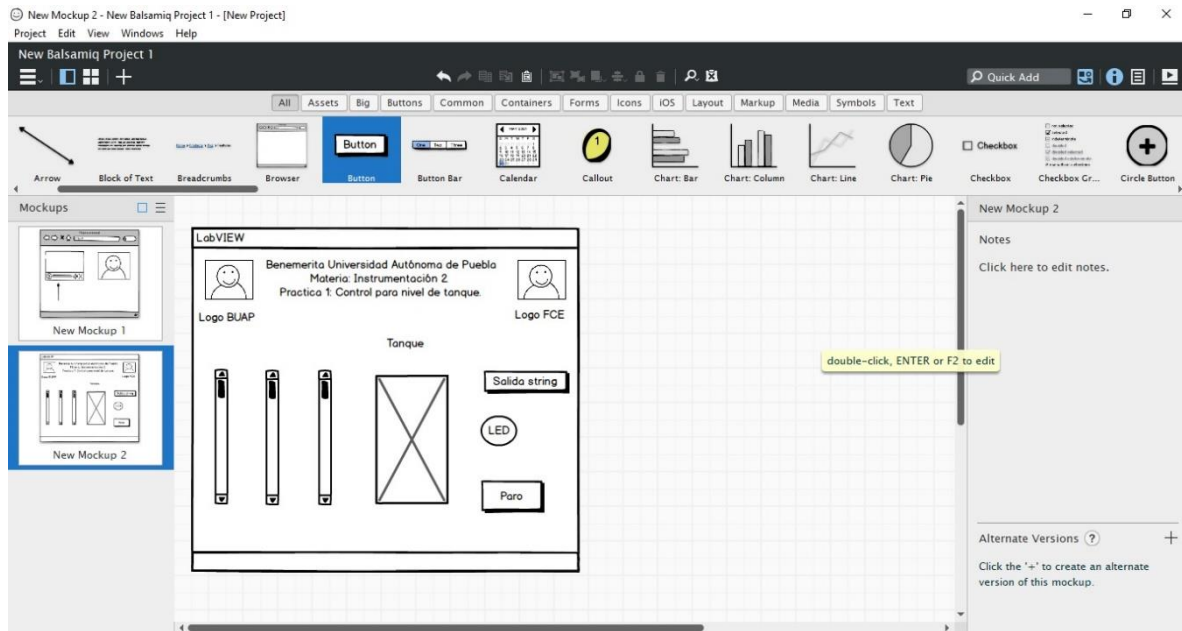 New Mockup 2 - New Balsamiq Project 1 - [New Project]
Project Edit View Windows Help
New Balsamiq Project 1
Quick Add
All Assets Big Buttons Common Containers Forms Icons iOS Layout Markup Media Symbols Text
Button
One Two Three
1
Checkbox
Arrow Block of Text Breadcrumbs Browser Button Button Bar Calendar Callout Chart: Bar Chart: Column Chart: Line Chart: Pie Checkbox Checkbox Gr... Circle Button
Mockups
New Mockup 1
New Mockup 2
LabVIEW
Benemerita Universidad Autónoma de Puebla
Materia: Instrumentación 2
Practica 1: Control para nivel de tanque.
Logo BUAP
Logo FCE
Tanque
Salida string
LED
Paro
double-click, ENTER or F2 to edit
New Mockup 2
Notes
Click here to edit notes.
Alternate Versions ?
Click the '+' to create an alternate
version of this mockup.